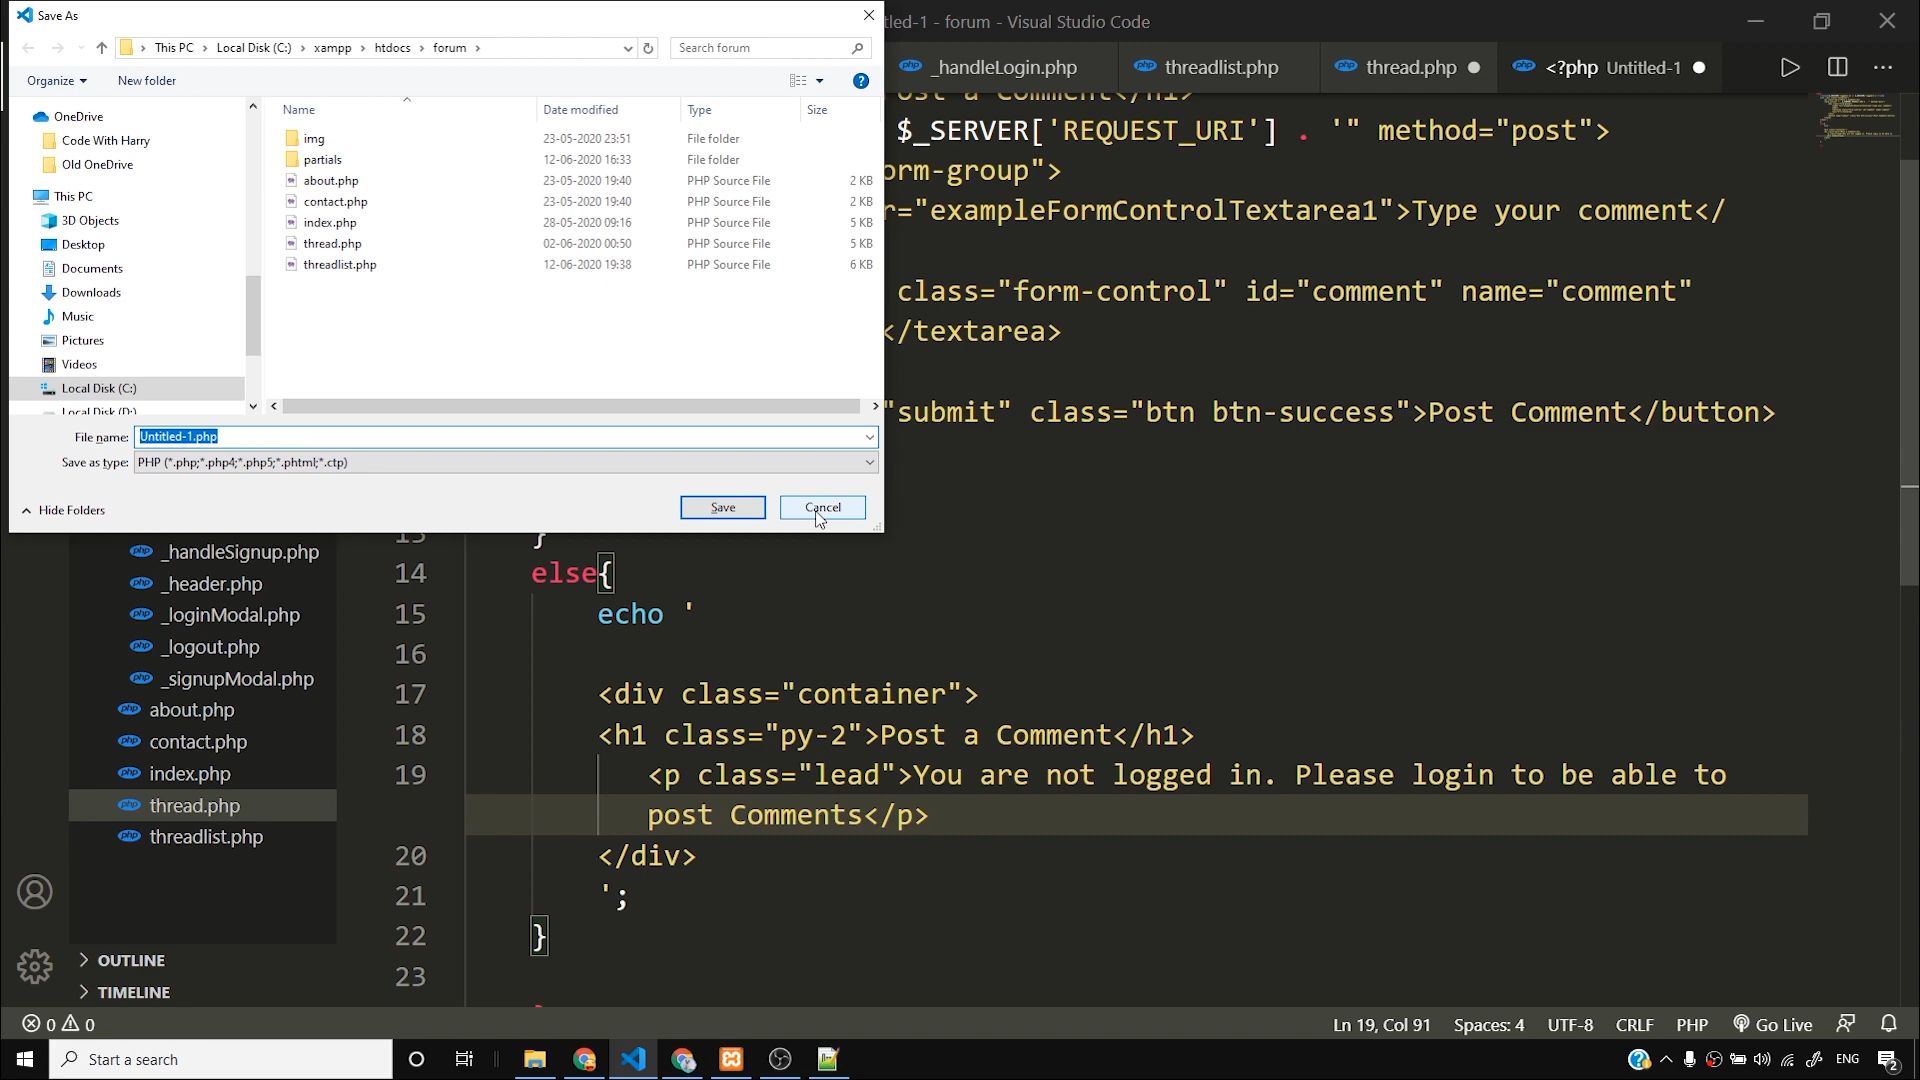 Save As
tled-1 - forum - Visual Studio Code
This PC > Local Disk (C:) > xampp > htdocs > forum >
Search forum
Organize
New folder
_handleLogin.php
threadlist.php
thread.php
<?php Untitled-1
OneDrive
Code With Harry
Old OneDrive
This PC
3D Objects
Desktop
Documents
Downloads
Music
Pictures
Videos
Local Disk (C:)
Local Disk (D:)
Name Date modified Type Size
img 23-05-2020 23:51 File folder
partials 12-06-2020 16:33 File folder
about.php 23-05-2020 19:40 PHP Source File 2 KB
contact.php 23-05-2020 19:40 PHP Source File 2 KB
index.php 28-05-2020 09:16 PHP Source File 5 KB
thread.php 02-06-2020 00:50 PHP Source File 5 KB
threadlist.php 12-06-2020 19:38 PHP Source File 6 KB
File name: Untitled-1.php
Save as type: PHP (*.php;*.php4;*.php5;*.phtml;*.ctp)
Hide Folders
Save
Cancel
ost a Comment</h1>
$_SERVER['REQUEST_URI'] . '" method="post">
orm-group">
r="exampleFormControlTextarea1">Type your comment</
class="form-control" id="comment" name="comment"
</textarea>
"submit" class="btn btn-success">Post Comment</button>
_handleSignup.php
_header.php
_loginModal.php
_logout.php
_signupModal.php
about.php
contact.php
index.php
thread.php
threadlist.php
OUTLINE
TIMELINE
13 }
14 else{
15 echo '
16
17 <div class="container">
18 <h1 class="py-2">Post a Comment</h1>
19 <p class="lead">You are not logged in. Please login to be able to
post Comments</p>
20 </div>
21 ';
22 }
23
0 0
Ln 19, Col 91
Spaces: 4
UTF-8
CRLF
PHP
Go Live
Start a search
ENG
2